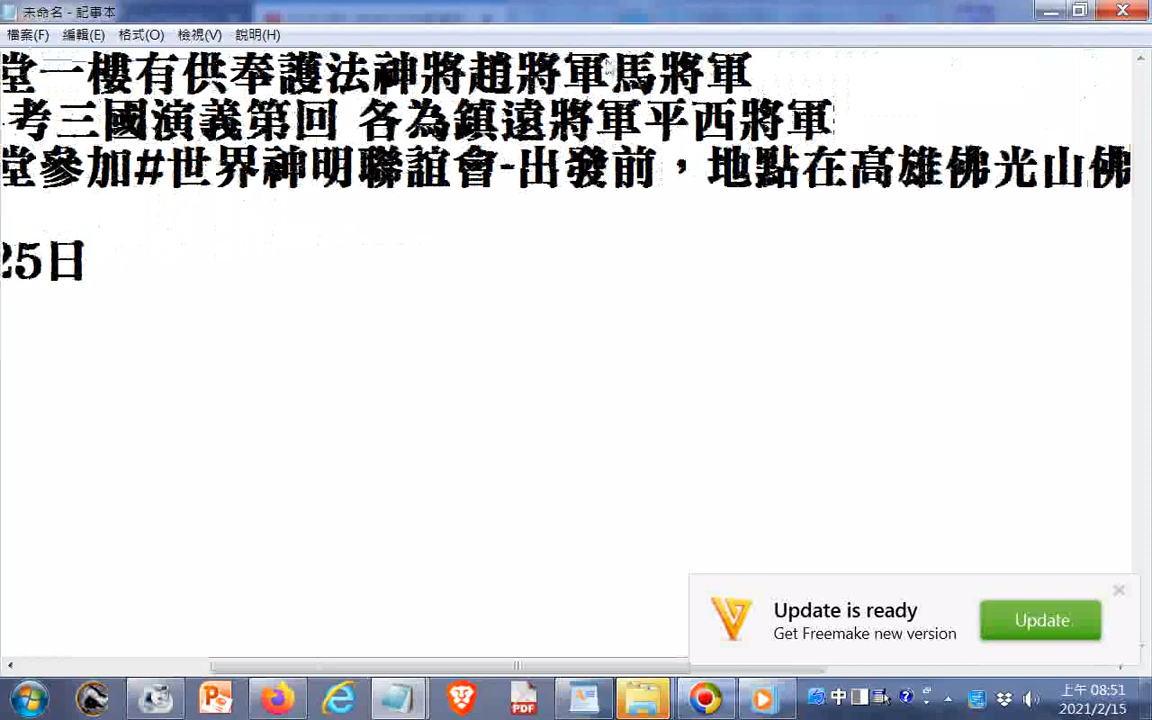 未命名 - 記事本
檔案(F) 編輯(E) 格式(O) 檢視(V) 說明(H)
堂一樓有供奉護法神將趙將軍馬將軍
考三國演義第回 各為鎮遠將軍平西將軍
堂參加#世界神明聯誼會-出發前，地點在高雄佛光山佛
25日
Update is ready
Get Freemake new version
Update
PDF
中
上午 08:51
2021/2/15